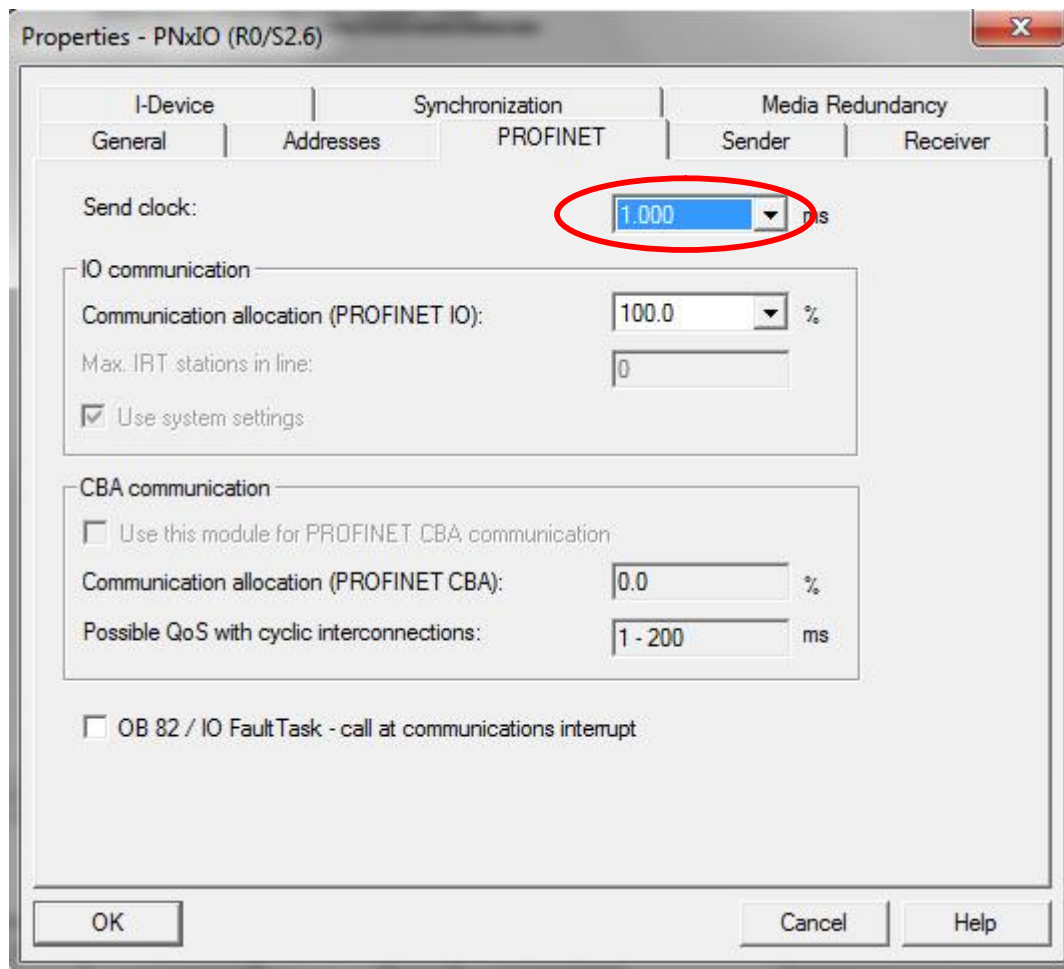 Properties - PNxIO (R0/S2.6)
I-Device Synchronization Media Redundancy
General Addresses PROFINET Sender Receiver
Send clock: 1.000 ms
IO communication
Communication allocation (PROFINET IO): 100.0 %
Max. IRT stations in line: 0
Use system settings
CBA communication
Use this module for PROFINET CBA communication
Communication allocation (PROFINET CBA): 0.0 %
Possible QoS with cyclic interconnections: 1 - 200 ms
OB 82 / IO FaultTask - call at communications interrupt
OK Cancel Help